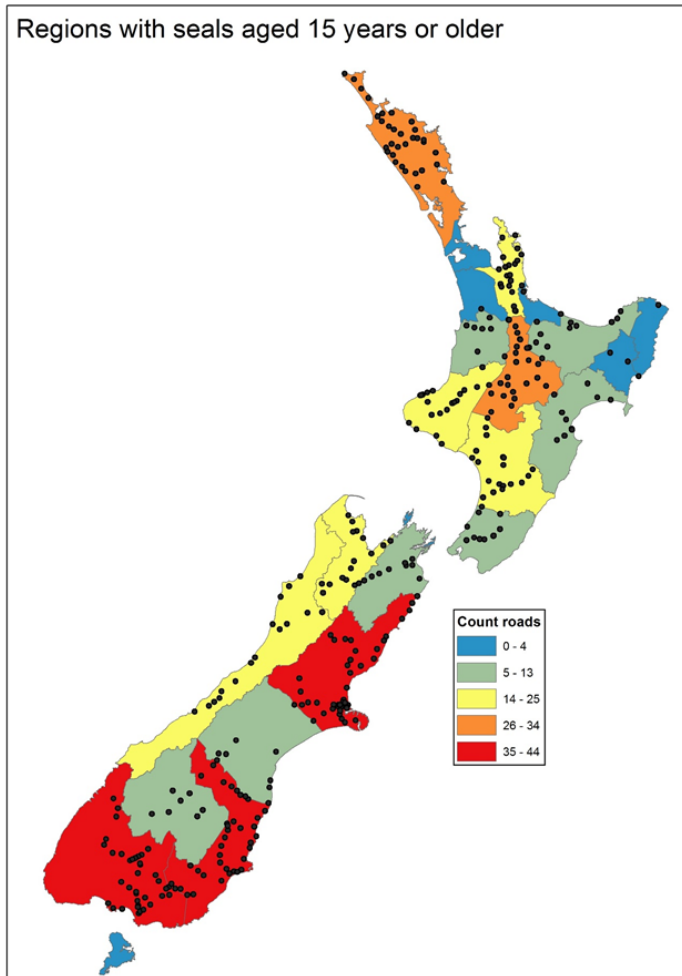 Regions with seals aged 15 years or older
Count roads
0 - 4
5 - 13
14 - 25
26 - 34
35 - 44